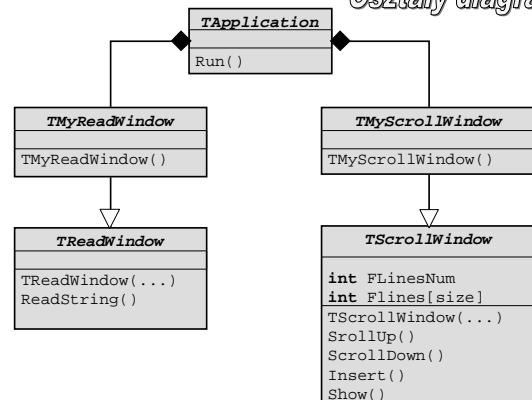 Osztály
TApplication
Run()
TMyReadWindow
TMyReadWindow()
TMyScrollWindow
TMyScrollWindow()
TReadWindow
TReadWindow(...)
ReadString()
TScrollWindow
int FLinesNum
int Flines[size]
TScrollWindow(...)
SrollUp()
ScrollDown()
Insert()
Show()